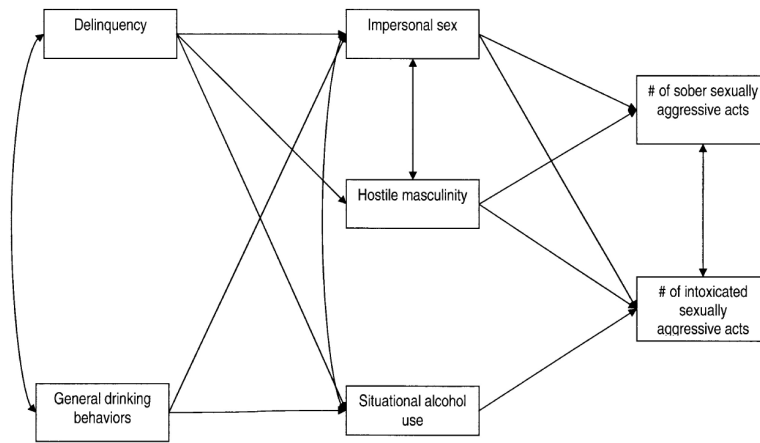 Delinquency
Impersonal sex
# of sober sexually
aggressive acts
Hostile masculinity
# of intoxicated
sexually
aggressive acts
General drinking
behaviors
Situational alcohol
use